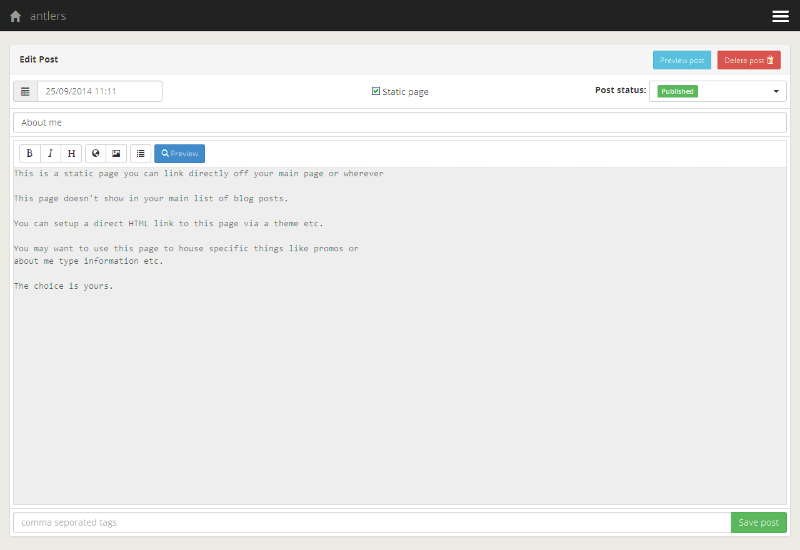 antlers
Edit Post
Preview post
Delete post
25/09/2014 11:11
Static page
Post status:
Published
About me
B I H
Preview
This is a static page you can link directly off your main page or wherever
This page doesn't show in your main list of blog posts.
You can setup a direct HTML link to this page via a theme etc.
You may want to use this page to house specific things like promos or
about me type information etc.
The choice is yours.
comma seporated tags
Save post